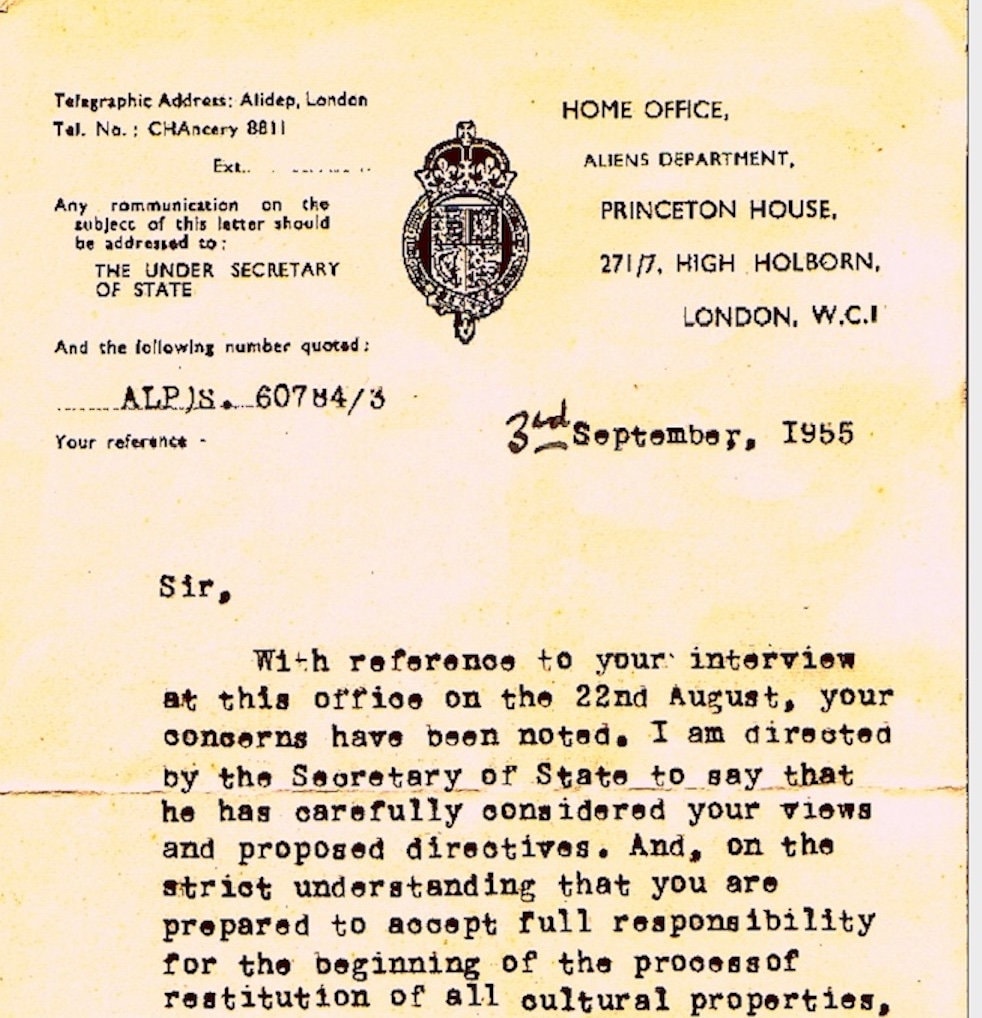 Telegraphic Address: Alidep, London
Tel. No.: CHAncery 8811
Ext.
Any rommunication on the
subject of this letter should
be addressed to:
THE UNDER SECRETARY
OF STATE
And the following number quoted:
ALP)S. 60784/3
Your reference -
HOME OFFICE,
ALIENS DEPARTMENT,
PRINCETON HOUSE,
271/7, HIGH HOLBORN,
LONDON, W.C.1
3rd September, 1955
Sir,
With reference to your interview
at this office on the 22nd August, your
concerns have been noted. I am directed
by the Secretary of State to say that
he has carefully considered your views
and proposed directives. And, on the
strict understanding that you are
prepared to accept full responsibility
for the beginning of the processof
restitution of all cultural properties,